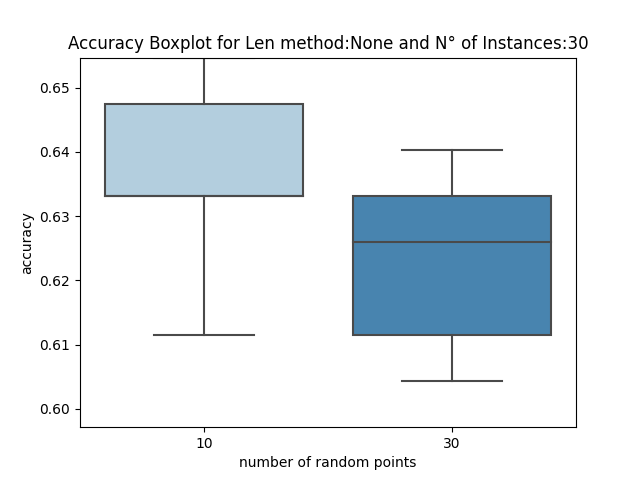 Accuracy Boxplot for Len method:None and N° of Instances:30
0.65
0.64
0.63
0.62
0.61
0.60
accuracy
10
30
number of random points